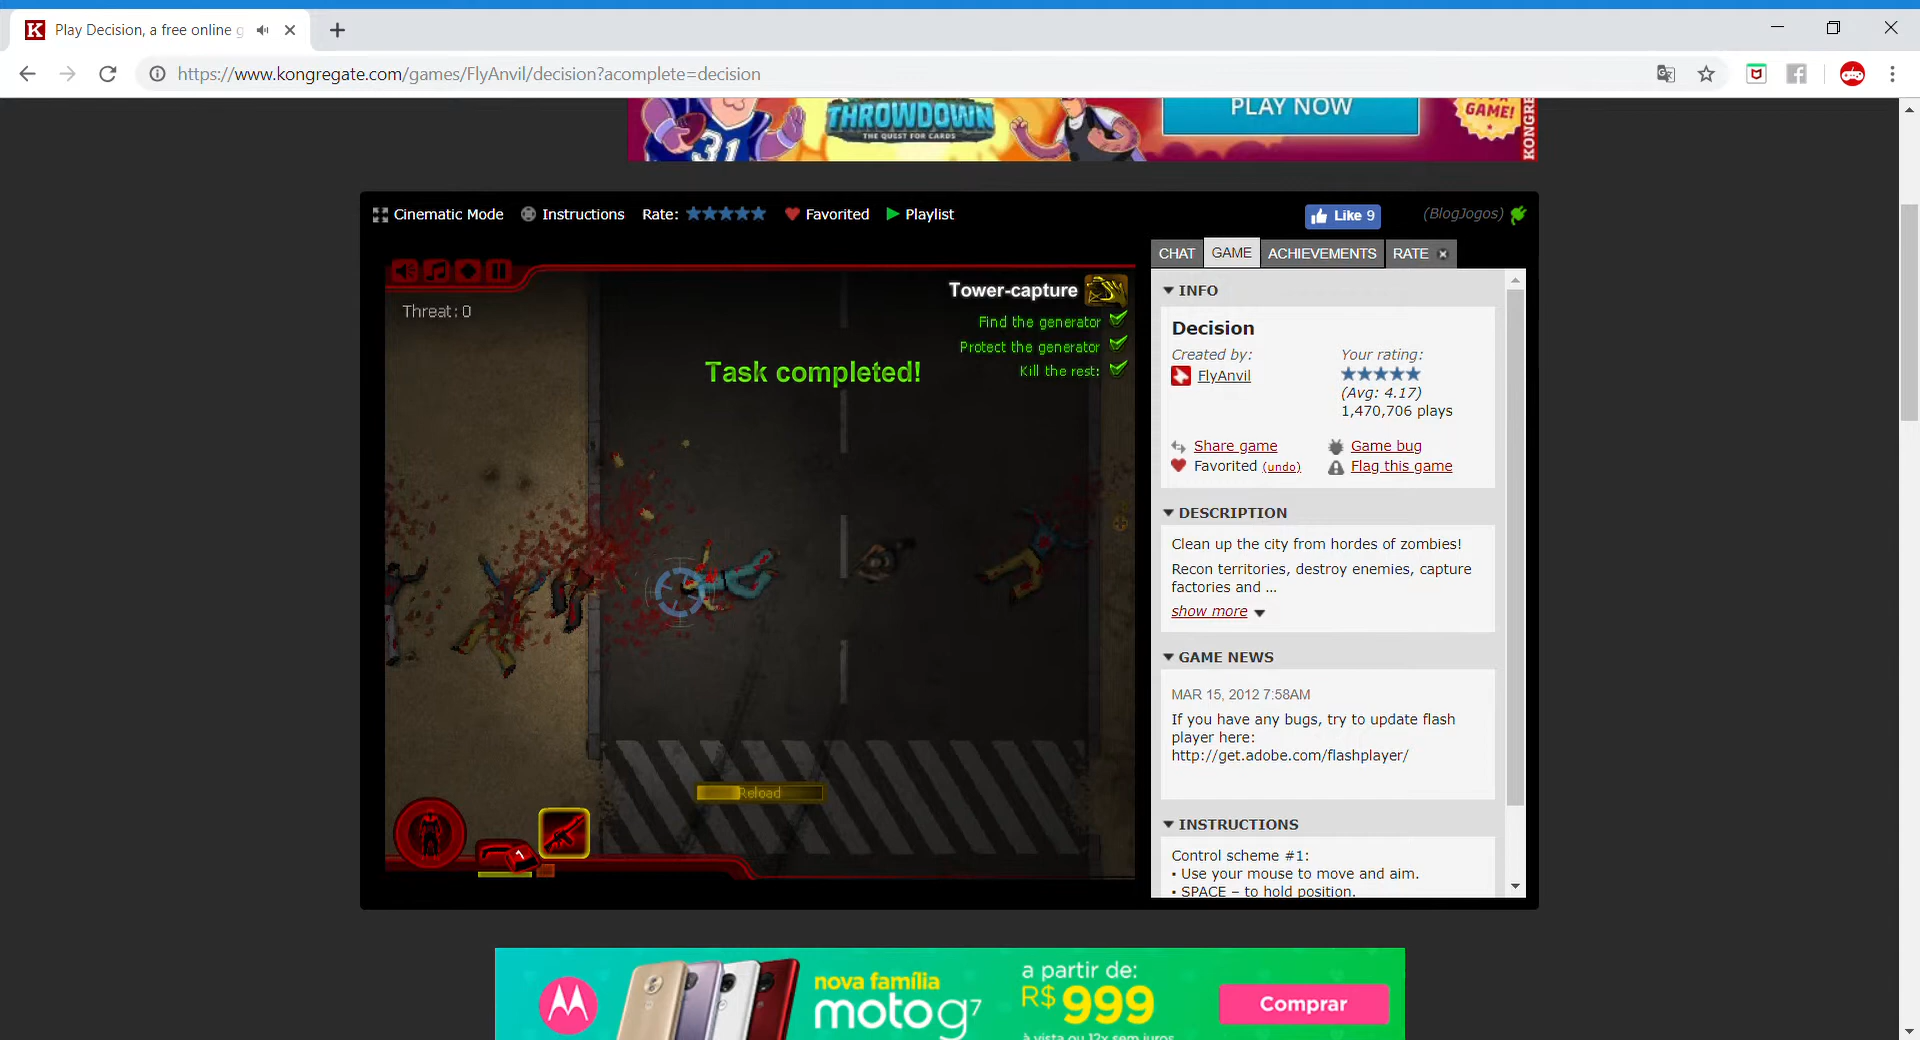 Play Decision, a free online g
https://www.kongregate.com/games/FlyAnvil/decision?acomplete=decision
31
THROWDOWN
THE QUEST FOR CARDS
PLAY NOW
GAME!
KONGRE
Cinematic Mode
Instructions
Rate:
Favorited
Playlist
Like 9
(BlogJogos)
CHAT
GAME
ACHIEVEMENTS
RATE
Threat: 0
Tower-capture
Find the generator
Protect the generator
Kill the rest:
Task completed!
Reload
INFO
Decision
Created by:
FlyAnvil
Your rating:
(Avg: 4.17)
1,470,706 plays
Share game
Game bug
Favorited (undo)
Flag this game
DESCRIPTION
Clean up the city from hordes of zombies!
Recon territories, destroy enemies, capture
factories and ...
show more
GAME NEWS
MAR 15, 2012 7:58AM
If you have any bugs, try to update flash
player here:
http://get.adobe.com/flashplayer/
INSTRUCTIONS
Control scheme #1:
• Use your mouse to move and aim.
• SPACE – to hold position.
nova família
moto g7
a partir de:
R$ 999
à vista ou 12x sem juros
Comprar